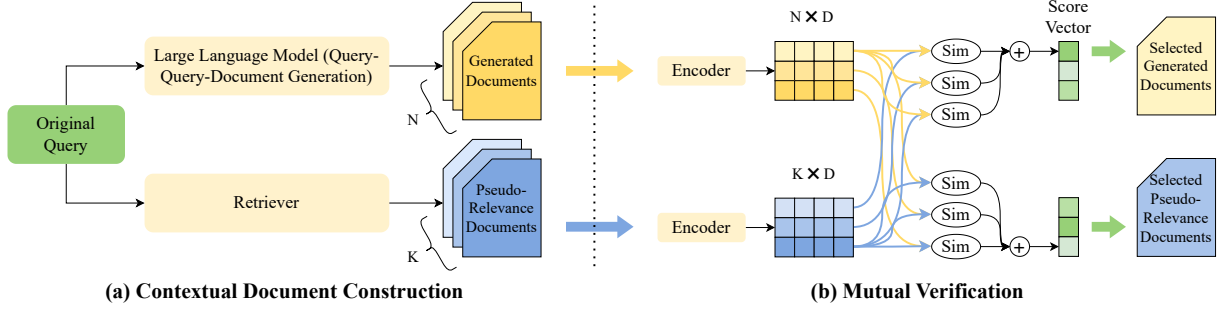 Original
Query
Large Language Model (Query-
Query-Document Generation)
Generated
Documents
N
Retriever
Pseudo-
Relevance
Documents
K
(a) Contextual Document Construction
Encoder
N × D
Sim
Sim
Sim
+
Score
Vector
Selected
Generated
Documents
Encoder
K × D
Sim
Sim
Sim
+
Selected
Pseudo-
Relevance
Documents
(b) Mutual Verification